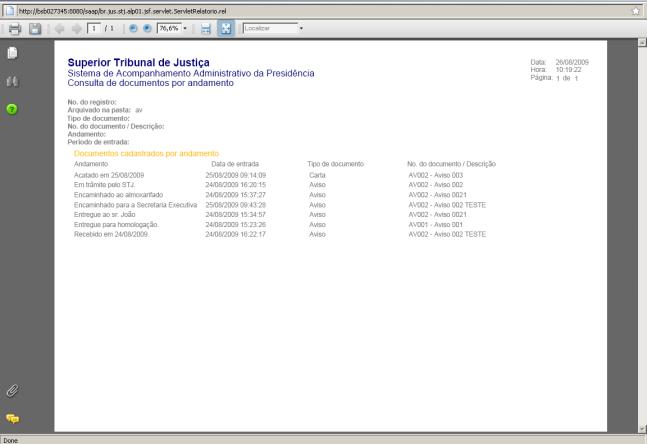 http://bsb027345:8080/saap/br.jus.stj.alp01.jsf.servlet.ServletRelatorio.rel
1 / 1 76,6% Localizar
Superior Tribunal de Justiça
Sistema de Acompanhamento Administrativo da Presidência
Consulta de documentos por andamento
Data: 26/08/2009
Hora: 10:19:22
Página: 1 de 1
No. do registro:
Arquivado na pasta: av
Tipo de documento:
No. do documento / Descrição:
Andamento:
Período de entrada:
Documentos cadastrados por andamento
Andamento Data de entrada Tipo de documento No. do documento / Descrição
Acatado em 25/08/2009 25/08/2009 09:14:09 Carta AV002 - Aviso 003
Em trâmite pelo STJ. 24/08/2009 16:20:15 Aviso AV002 - Aviso 002
Encaminhado ao almoxarifado 24/08/2009 15:37:27 Aviso AV002 - Aviso 0021
Encaminhado para a Secretaria Executiva 25/08/2009 09:43:28 Aviso AV002 - Aviso 002 TESTE
Entregue ao sr. João 24/08/2009 15:34:57 Aviso AV002 - Aviso 0021
Entregue para homologação. 24/08/2009 15:23:26 Aviso AV001 - Aviso 001
Recebido em 24/08/2009. 24/08/2009 16:22:17 Aviso AV002 - Aviso 002 TESTE
Done